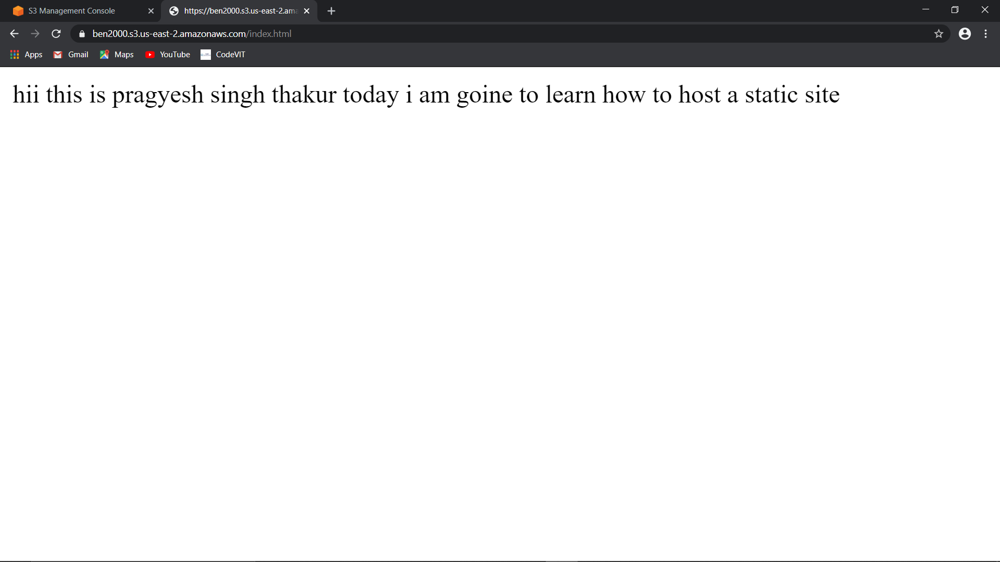 S3 Management Console
https://ben2000.s3.us-east-2.ama
ben2000.s3.us-east-2.amazonaws.com/index.html
Apps Gmail Maps YouTube CodeVIT
hii this is pragyesh singh thakur today i am goine to learn how to host a static site